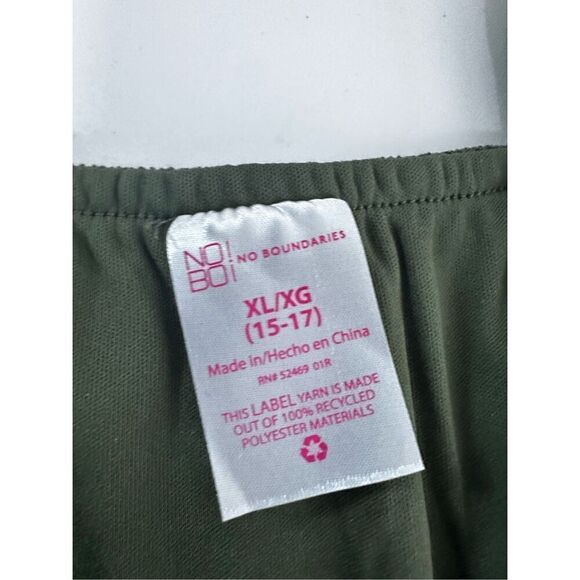 NO!
BO!
NO BOUNDARIES
XL/XG
(15-17)
Made in/Hecho en China
RN# 52469 01R
THIS LABEL YARN IS MADE
OUT OF 100% RECYCLED
POLYESTER MATERIALS